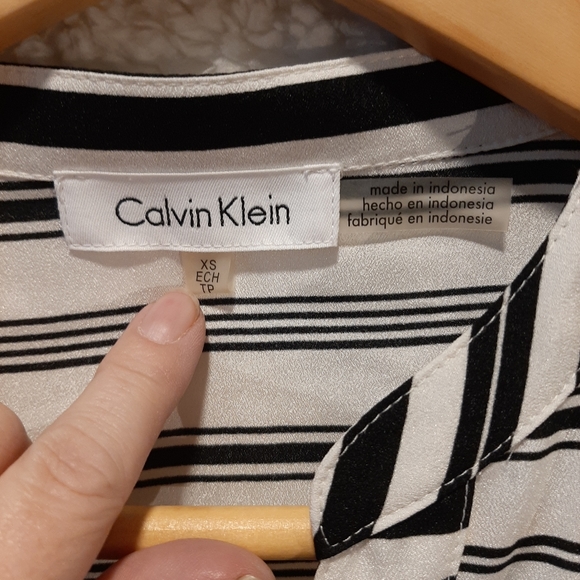 Calvin Klein
made in indonesia
hecho en indonesia
fabriqué en indonesie
XS
ECH
TP